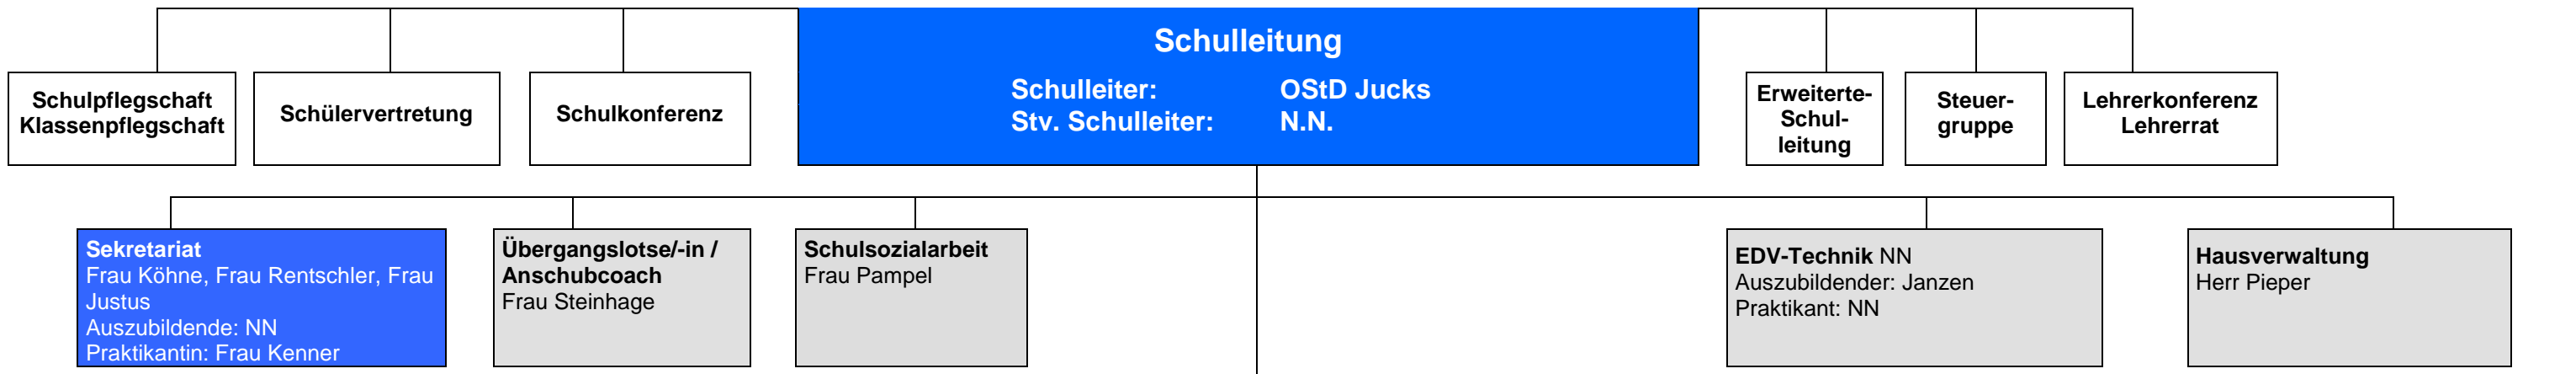 Schulleitung
Schulleiter: OStD Jucks
Stv. Schulleiter: N.N.
Schulpflegschaft
Klassenpflegschaft
Schülervertretung
Schulkonferenz
Erweiterte-
Schul-
leitung
Steuer-
gruppe
Lehrerkonferenz
Lehrerrat
Sekretariat
Frau Köhne, Frau Rentschler, Frau
Justus
Auszubildende: NN
Praktikantin: Frau Kenner
Übergangslotse/-in /
Anschubcoach
Frau Steinhage
Schulsozialarbeit
Frau Pampel
EDV-Technik NN
Auszubildender: Janzen
Praktikant: NN
Hausverwaltung
Herr Pieper